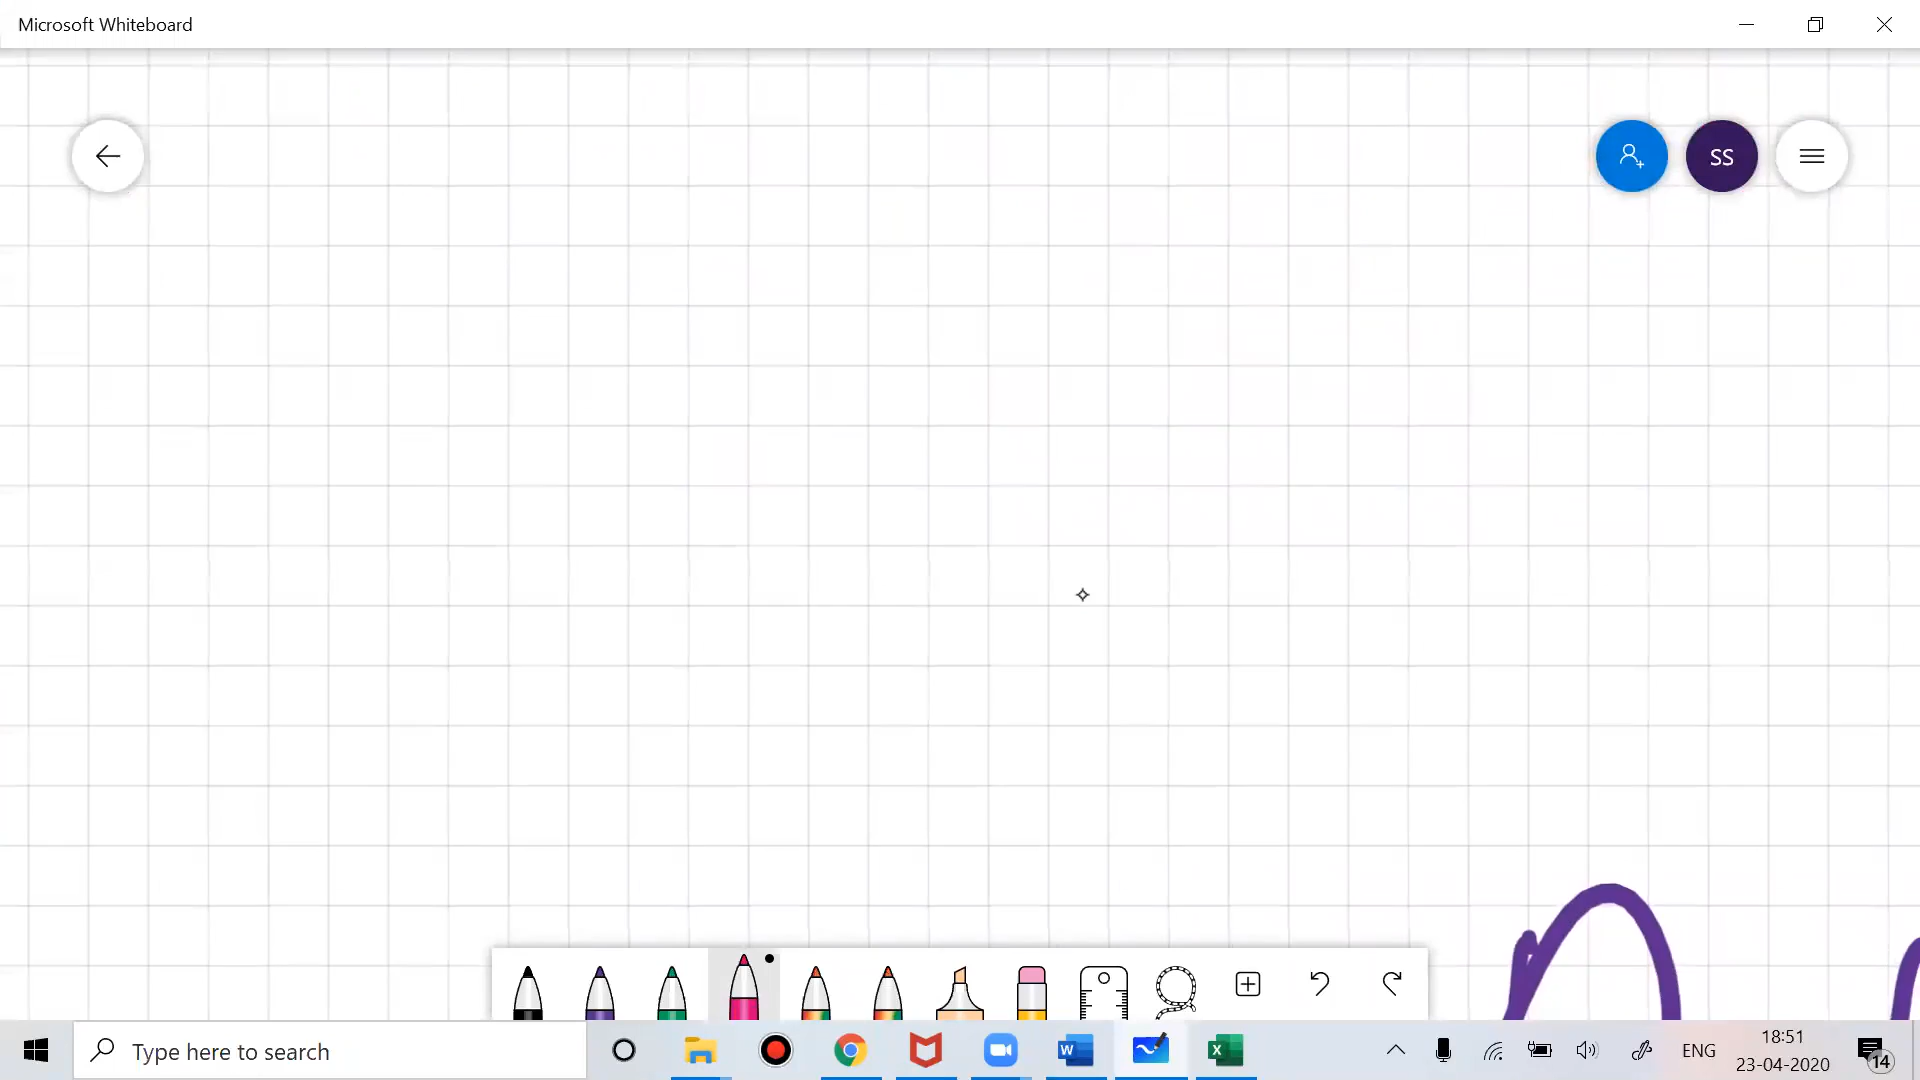 Microsoft Whiteboard
SS
Type here to search
ENG
18:51
23-04-2020
14